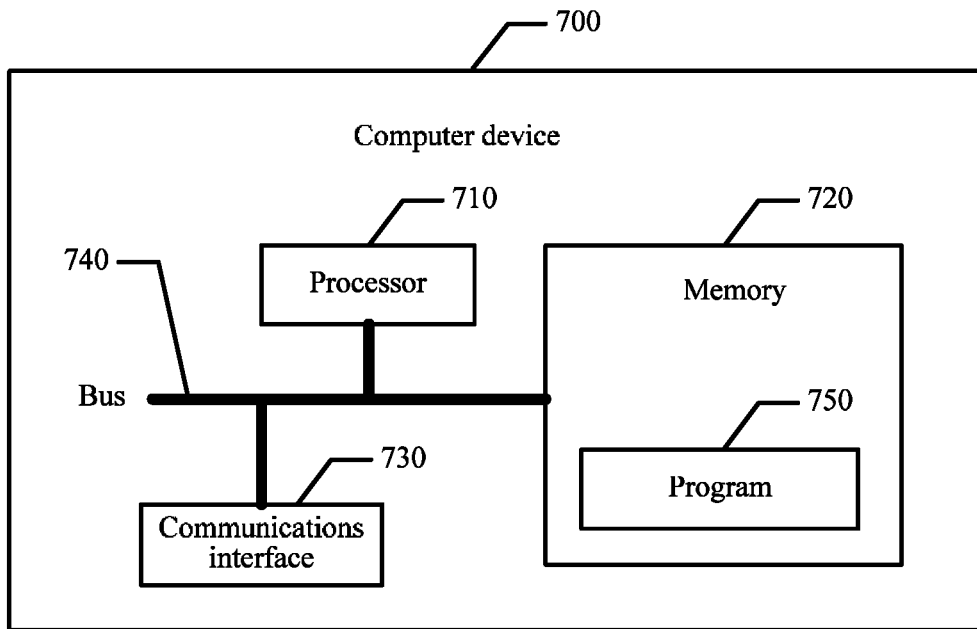 700
Computer device
710
720
740
Processor
Memory
Bus
750
730
Program
Communications
interface